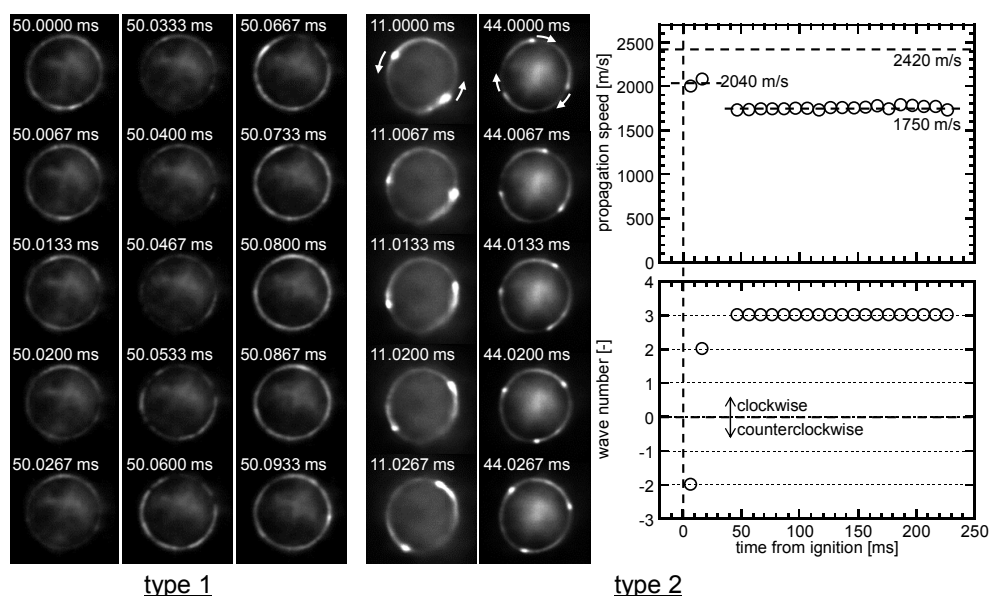 50.0000 ms 50.0333 ms 50.0667 ms
50.0067 ms 50.0400 ms 50.0733 ms
50.0133 ms 50.0467 ms 50.0800 ms
50.0200 ms 50.0533 ms 50.0867 ms
50.0267 ms 50.0600 ms 50.0933 ms
type 1
11.0000 ms 44.0000 ms
11.0067 ms 44.0067 ms
11.0133 ms 44.0133 ms
11.0200 ms 44.0200 ms
11.0267 ms 44.0267 ms
type 2
propagation speed [m/s]
2500
2000
1500
1000
500
0
2420 m/s
2040 m/s
1750 m/s
wave number [-]
4
3
2
1
0
-1
-2
-3
clockwise
counterclockwise
0 50 100 150 200 250
time from ignition [ms]